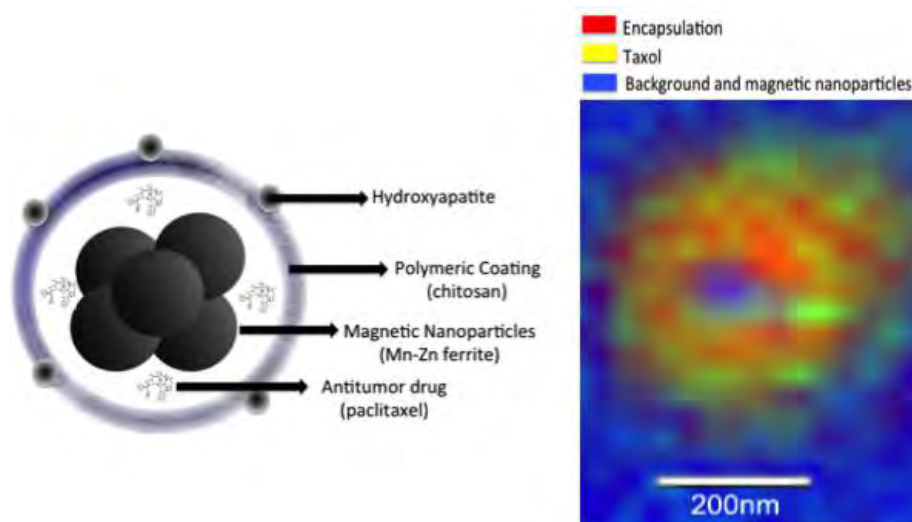 Encapsulation
Taxol
Background and magnetic nanoparticles
Hydroxyapatite
Polymeric Coating
(chitosan)
Magnetic Nanoparticles
(Mn-Zn ferrite)
Antitumor drug
(paclitaxel)
200nm